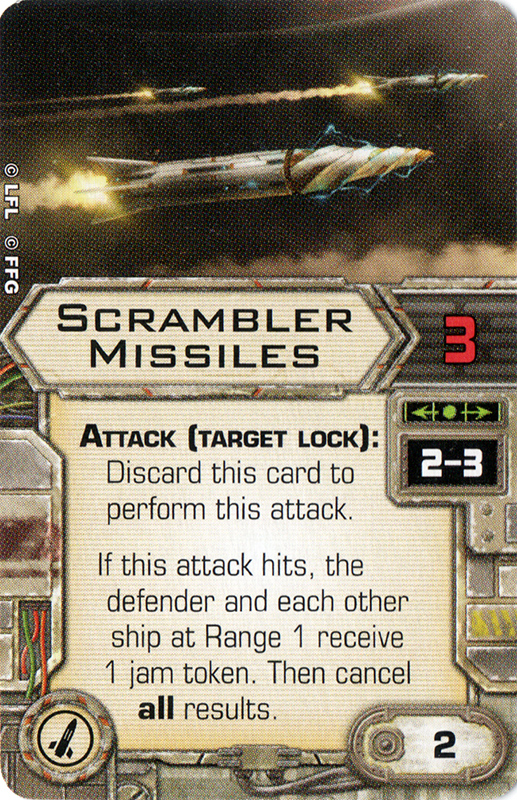 © LFL © FFG
SCRAMBLER
MISSILES
3
2–3
ATTACK (TARGET LOCK):
Discard this card to
perform this attack.
If this attack hits, the
defender and each other
ship at Range 1 receive
1 jam token. Then cancel
all results.
2